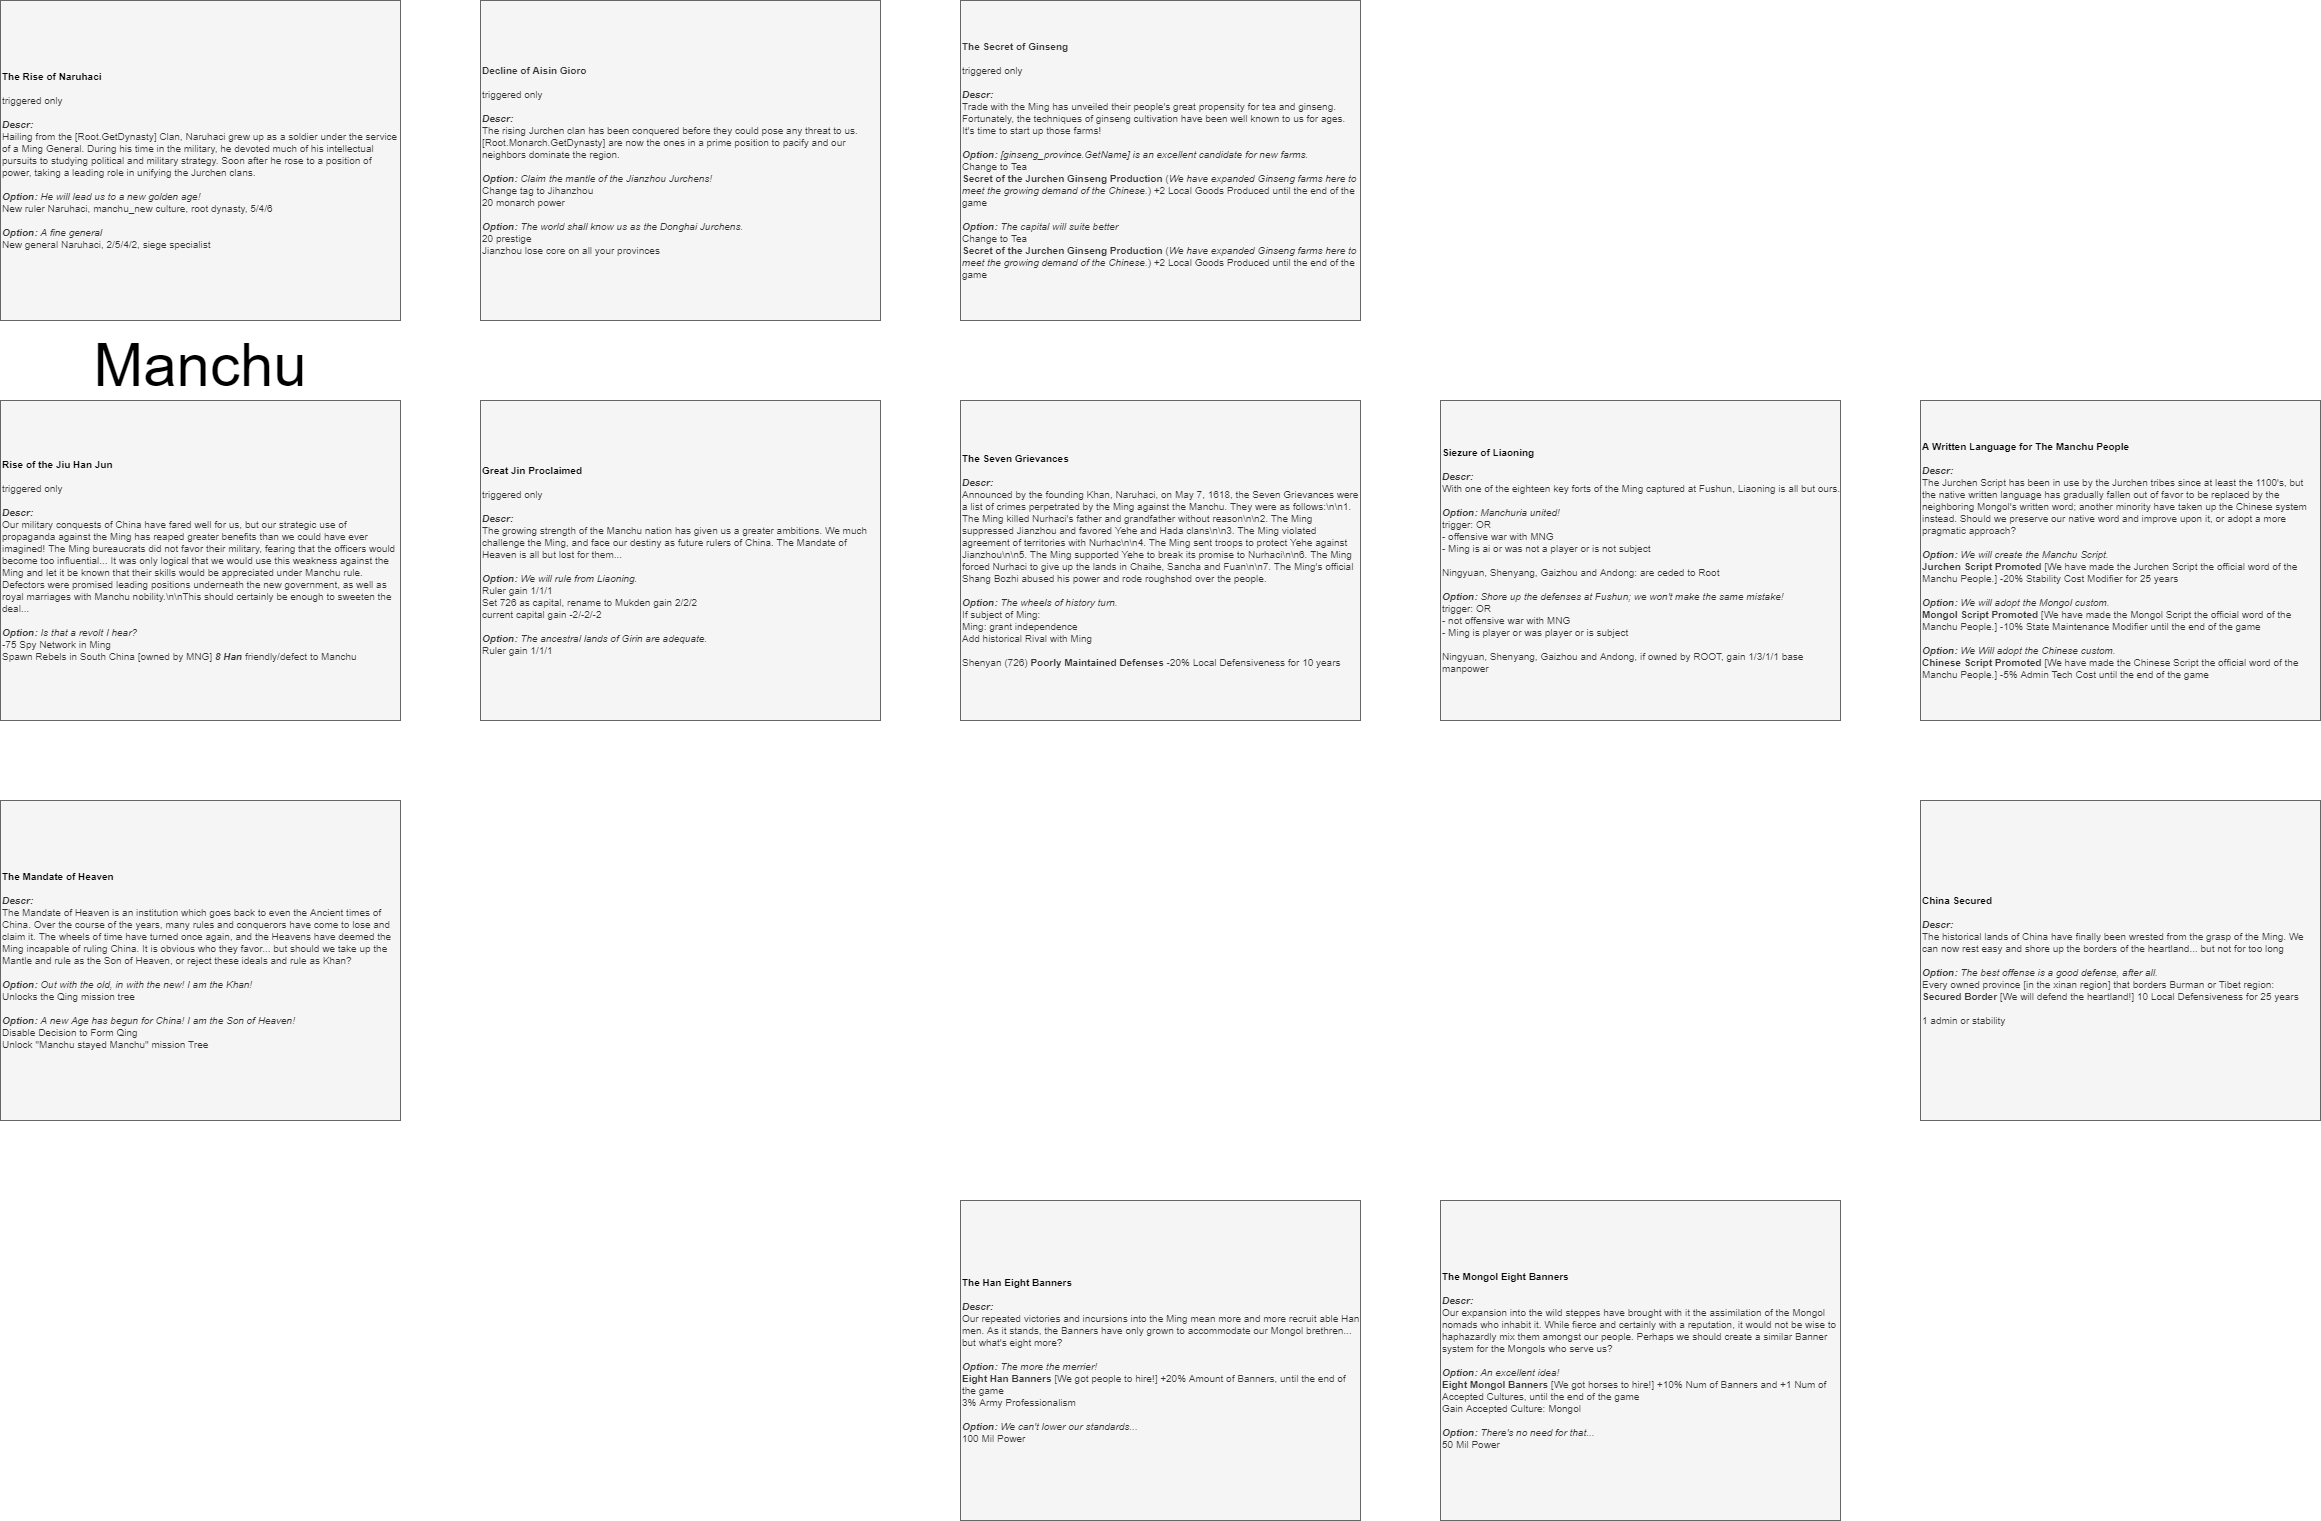 The Rise of Naruhaci
triggered only
Descr:
Hailing from the [Root.GetDynasty] Clan, Naruhaci grew up as a soldier under the service
of a Ming General. During his time in the military, he devoted much of his intellectual
pursuits to studying political and military strategy. Soon after he rose to a position of
power, taking a leading role in unifying the Jurchen clans.
Option: He will lead us to a new golden age!
New ruler Naruhaci, manchu_new culture, root dynasty, 5/4/6
Option: A fine general
New general Naruhaci, 2/5/4/2, siege specialist
Decline of Aisin Gioro
triggered only
Descr:
The rising Jurchen clan has been conquered before they could pose any threat to us.
[Root.Monarch.GetDynasty] are now the ones in a prime position to pacify and our
neighbors dominate the region.
Option: Claim the mantle of the Jianzhou Jurchens!
Change tag to Jihanzhou
20 monarch power
Option: The world shall know us as the Donghai Jurchens.
20 prestige
Jianzhou lose core on all your provinces
The Secret of Ginseng
triggered only
Descr:
Trade with the Ming has unveiled their people's great propensity for tea and ginseng.
Fortunately, the techniques of ginseng cultivation have been well known to us for ages.
It's time to start up those farms!
Option: [ginseng_province.GetName] is an excellent candidate for new farms.
Change to Tea
Secret of the Jurchen Ginseng Production (We have expanded Ginseng farms here to
meet the growing demand of the Chinese.) +2 Local Goods Produced until the end of the
game
Option: The capital will suite better
Change to Tea
Secret of the Jurchen Ginseng Production (We have expanded Ginseng farms here to
meet the growing demand of the Chinese.) +2 Local Goods Produced until the end of the
game
Manchu
Rise of the Jiu Han Jun
triggered only
Descr:
Our military conquests of China have fared well for us, but our strategic use of
propaganda against the Ming has reaped greater benefits than we could have ever
imagined! The Ming bureaucrats did not favor their military, fearing that the officers would
become too influential... It was only logical that we would use this weakness against the
Ming and let it be known that their skills would be appreciated under Manchu rule.
Defectors were promised leading positions underneath the new government, as well as
royal marriages with Manchu nobility.\n\nThis should certainly be enough to sweeten the
deal...
Option: Is that a revolt I hear?
-75 Spy Network in Ming
Spawn Rebels in South China [owned by MNG] 8 Han friendly/defect to Manchu
Great Jin Proclaimed
triggered only
Descr:
The growing strength of the Manchu nation has given us a greater ambitions. We much
challenge the Ming, and face our destiny as future rulers of China. The Mandate of
Heaven is all but lost for them...
Option: We will rule from Liaoning.
Ruler gain 1/1/1
Set 726 as capital, rename to Mukden gain 2/2/2
current capital gain -2/-2/-2
Option: The ancestral lands of Girin are adequate.
Ruler gain 1/1/1
The Seven Grievances
Descr:
Announced by the founding Khan, Naruhaci, on May 7, 1618, the Seven Grievances were
a list of crimes perpetrated by the Ming against the Manchu. They were as follows:\n\n1.
The Ming killed Nurhaci's father and grandfather without reason\n\n2. The Ming
suppressed Jianzhou and favored Yehe and Hada clans\n\n3. The Ming violated
agreement of territories with Nurhac\n\n4. The Ming sent troops to protect Yehe against
Jianzhou\n\n5. The Ming supported Yehe to break its promise to Nurhaci\n\n6. The Ming
forced Nurhaci to give up the lands in Chaihe, Sancha and Fuan\n\n7. The Ming's official
Shang Bozhi abused his power and rode roughshod over the people.
Option: The wheels of history turn.
If subject of Ming:
Ming: grant independence
Add historical Rival with Ming
Shenyan (726) Poorly Maintained Defenses -20% Local Defensiveness for 10 years
Siezure of Liaoning
Descr:
With one of the eighteen key forts of the Ming captured at Fushun, Liaoning is all but ours.
Option: Manchuria united!
trigger: OR
- offensive war with MNG
- Ming is ai or was not a player or is not subject
Ningyuan, Shenyang, Gaizhou and Andong: are ceded to Root
Option: Shore up the defenses at Fushun; we won't make the same mistake!
trigger: OR
- not offensive war with MNG
- Ming is player or was player or is subject
Ningyuan, Shenyang, Gaizhou and Andong, if owned by ROOT, gain 1/3/1/1 base
manpower
A Written Language for The Manchu People
Descr:
The Jurchen Script has been in use by the Jurchen tribes since at least the 1100's, but
the native written language has gradually fallen out of favor to be replaced by the
neighboring Mongol's written word; another minority have taken up the Chinese system
instead. Should we preserve our native word and improve upon it, or adopt a more
pragmatic approach?
Option: We will create the Manchu Script.
Jurchen Script Promoted [We have made the Jurchen Script the official word of the
Manchu People.] -20% Stability Cost Modifier for 25 years
Option: We will adopt the Mongol custom.
Mongol Script Promoted [We have made the Mongol Script the official word of the
Manchu People.] -10% State Maintenance Modifier until the end of the game
Option: We Will adopt the Chinese custom.
Chinese Script Promoted [We have made the Chinese Script the official word of the
Manchu People.] -5% Admin Tech Cost until the end of the game
The Mandate of Heaven
Descr:
The Mandate of Heaven is an institution which goes back to even the Ancient times of
China. Over the course of the years, many rules and conquerors have come to lose and
claim it. The wheels of time have turned once again, and the Heavens have deemed the
Ming incapable of ruling China. It is obvious who they favor... but should we take up the
Mantle and rule as the Son of Heaven, or reject these ideals and rule as Khan?
Option: Out with the old, in with the new! I am the Khan!
Unlocks the Qing mission tree
Option: A new Age has begun for China! I am the Son of Heaven!
Disable Decision to Form Qing
Unlock "Manchu stayed Manchu" mission Tree
China Secured
Descr:
The historical lands of China have finally been wrested from the grasp of the Ming. We
can now rest easy and shore up the borders of the heartland... but not for too long
Option: The best offense is a good defense, after all.
Every owned province [in the xinan region] that borders Burman or Tibet region:
Secured Border [We will defend the heartland!] 10 Local Defensiveness for 25 years
1 admin or stability
The Han Eight Banners
Descr:
Our repeated victories and incursions into the Ming mean more and more recruit able Han
men. As it stands, the Banners have only grown to accommodate our Mongol brethren...
but what's eight more?
Option: The more the merrier!
Eight Han Banners [We got people to hire!] +20% Amount of Banners, until the end of
the game
3% Army Professionalism
Option: We can't lower our standards...
100 Mil Power
The Mongol Eight Banners
Descr:
Our expansion into the wild steppes have brought with it the assimilation of the Mongol
nomads who inhabit it. While fierce and certainly with a reputation, it would not be wise to
haphazardly mix them amongst our people. Perhaps we should create a similar Banner
system for the Mongols who serve us?
Option: An excellent idea!
Eight Mongol Banners [We got horses to hire!] +10% Num of Banners and +1 Num of
Accepted Cultures, until the end of the game
Gain Accepted Culture: Mongol
Option: There's no need for that...
50 Mil Power